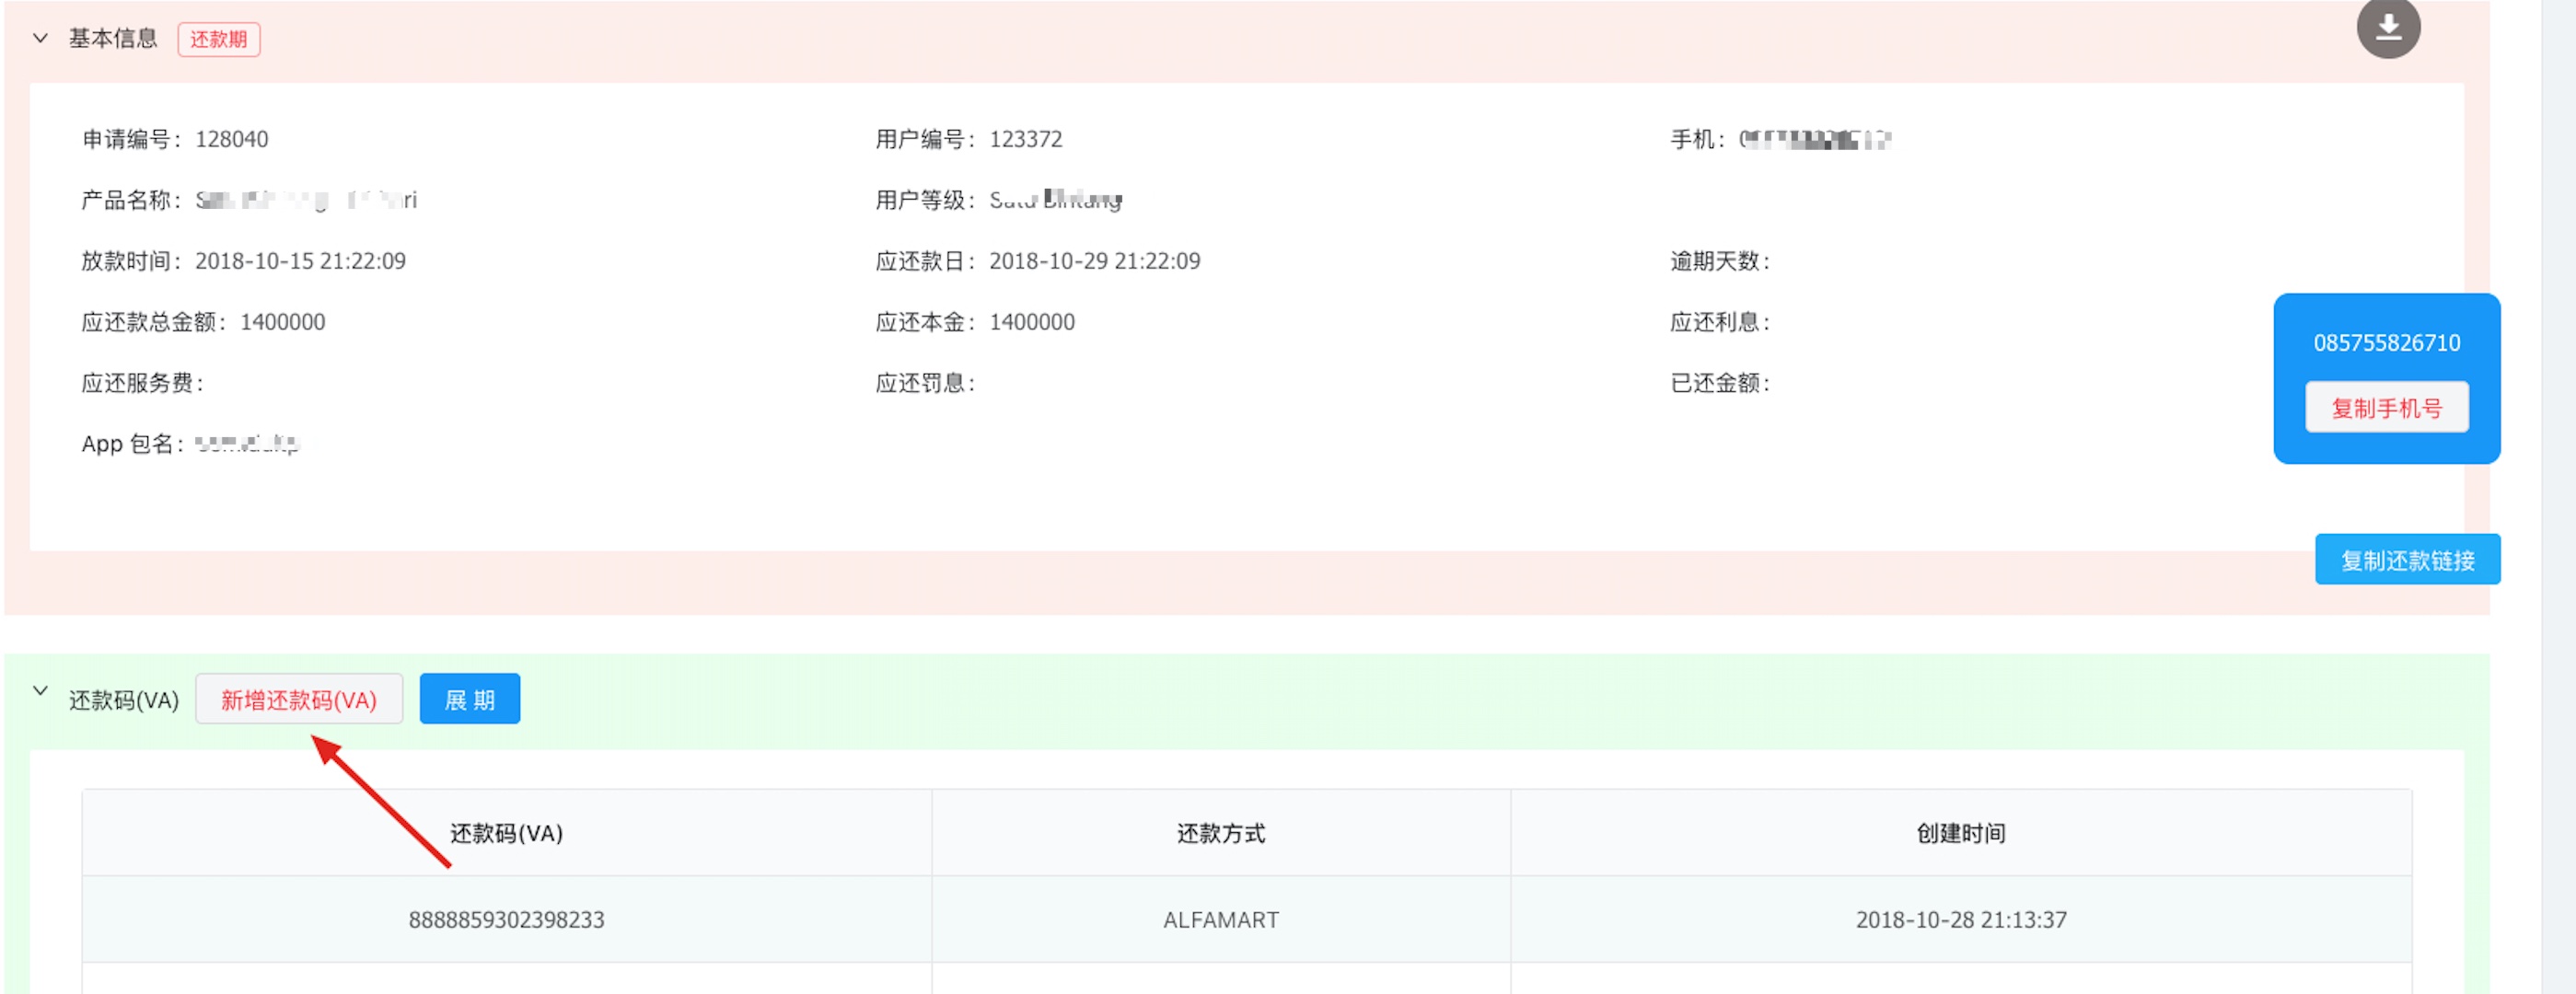 基本信息 还款期
申请编号：128040 用户编号：123372 手机：
产品名称： 用户等级：Satu Bintang
放款时间：2018-10-15 21:22:09 应还款日：2018-10-29 21:22:09 逾期天数：
应还款总金额：1400000 应还本金：1400000 应还利息：
085755826710
应还服务费： 应还罚息： 已还金额：
复制手机号
App 包名：
复制还款链接
还款码(VA) 新增还款码(VA) 展 期
还款码(VA) 还款方式 创建时间
8888859302398233 ALFAMART 2018-10-28 21:13:37